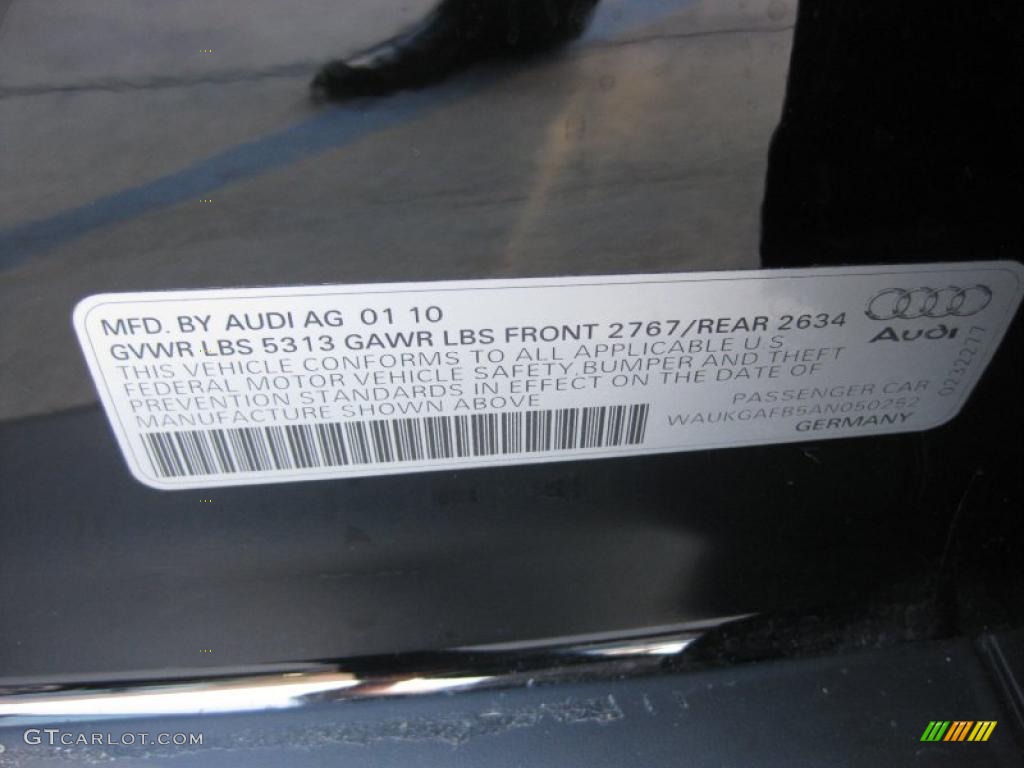 MFD. BY AUDI AG 01 10
GVWR LBS 5313 GAWR LBS FRONT 2767/REAR 2634
THIS VEHICLE CONFORMS TO ALL APPLICABLE U S
FEDERAL MOTOR VEHICLE SAFETY, BUMPER AND THEFT
PREVENTION STANDARDS IN EFFECT ON THE DATE OF
MANUFACTURE SHOWN ABOVE
PASSENGER CAR
WAUKGAFB5AN050252
GERMANY
Audi
0232277
GTCARLOT.COM